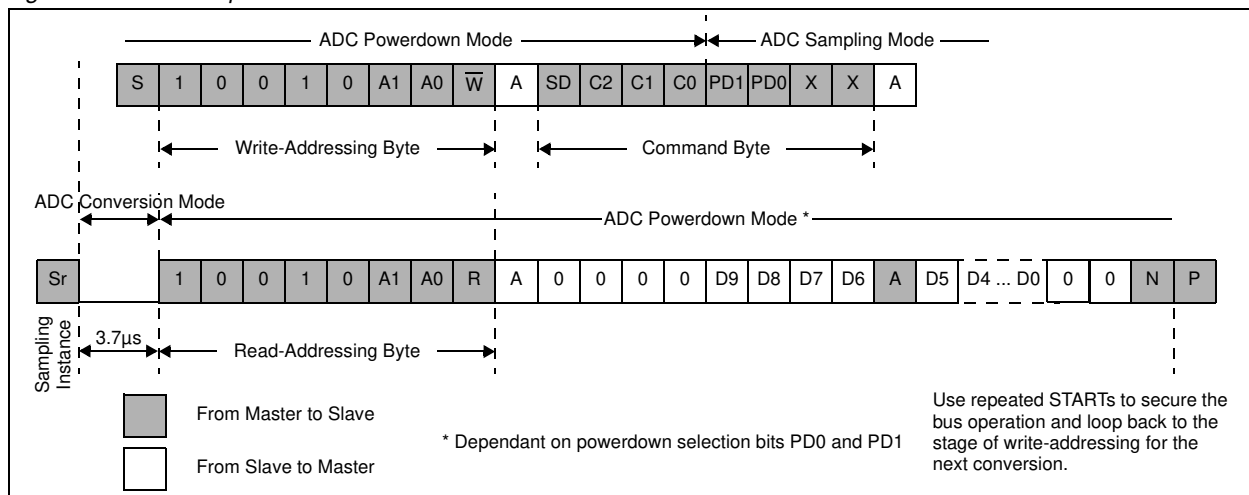 ADC Powerdown Mode ADC Sampling Mode
S 1 0 0 1 0 A1 A0 W̅ A SD C2 C1 C0 PD1 PD0 X X A
Write-Addressing Byte Command Byte
ADC Conversion Mode
ADC Powerdown Mode *
Sr 1 0 0 1 0 A1 A0 R A 0 0 0 0 D9 D8 D7 D6 A D5 D4 ... D0 0 0 N P
Sampling
Instance
3.7µs
Read-Addressing Byte
From Master to Slave
From Slave to Master
* Dependant on powerdown selection bits PD0 and PD1
Use repeated STARTs to secure the
bus operation and loop back to the
stage of write-addressing for the
next conversion.